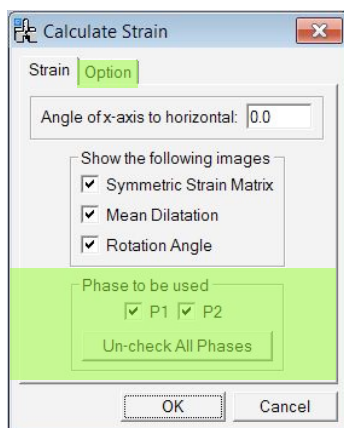 Calculate Strain
Strain Option
Angle of x-axis to horizontal: 0.0
Show the following images
Symmetric Strain Matrix
Mean Dilatation
Rotation Angle
Phase to be used
P1 P2
Un-check All Phases
OK Cancel